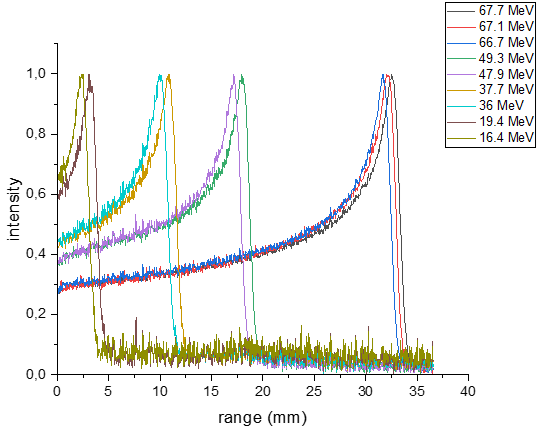 67.7 MeV
67.1 MeV
66.7 MeV
49.3 MeV
47.9 MeV
37.7 MeV
36 MeV
19.4 MeV
16.4 MeV
1,0
0,8
0,6
0,4
0,2
0,0
intensity
0 5 10 15 20 25 30 35 40
range (mm)